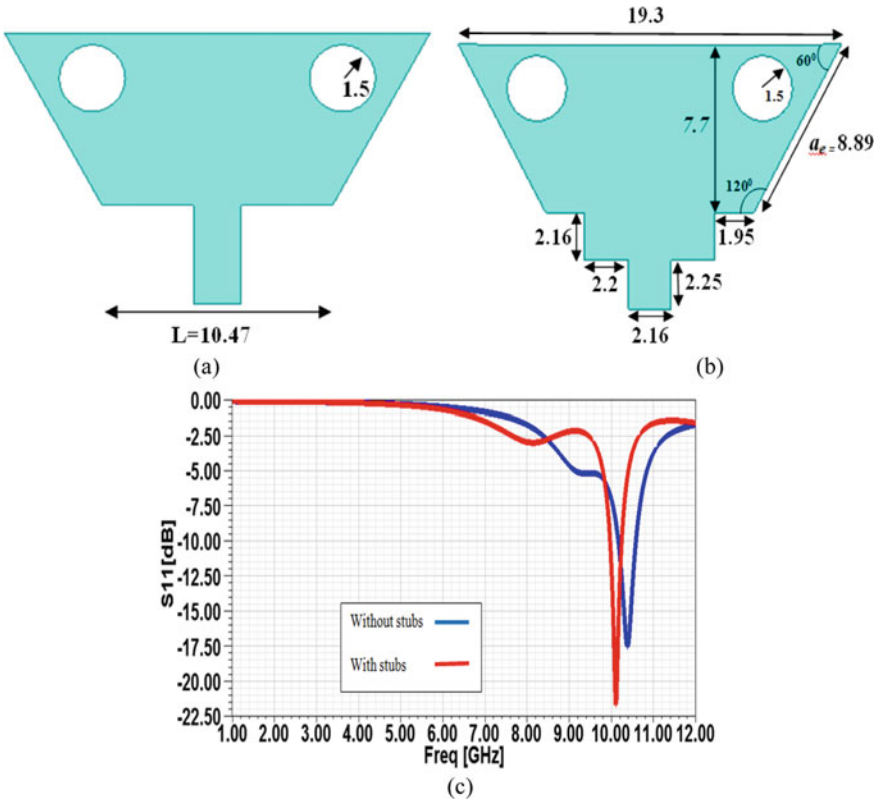 19.3
60⁰
1.5
1.5
7.7
aₑ = 8.89
120⁰
2.16
1.95
2.2
2.25
L=10.47
2.16
(a)
(b)
0.00
-2.50
-5.00
-7.50
-10.00
-12.50
-15.00
-17.50
-20.00
-22.50
S11[dB]
Without stubs
With stubs
1.00 2.00 3.00 4.00 5.00 6.00 7.00 8.00 9.00 10.00 11.00 12.00
Freq [GHz]
(c)